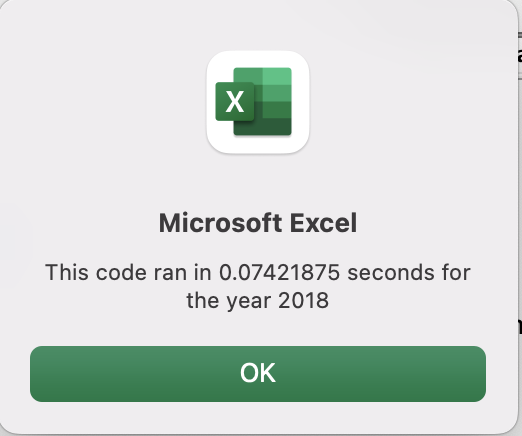 X
Microsoft Excel
This code ran in 0.07421875 seconds for
the year 2018
OK